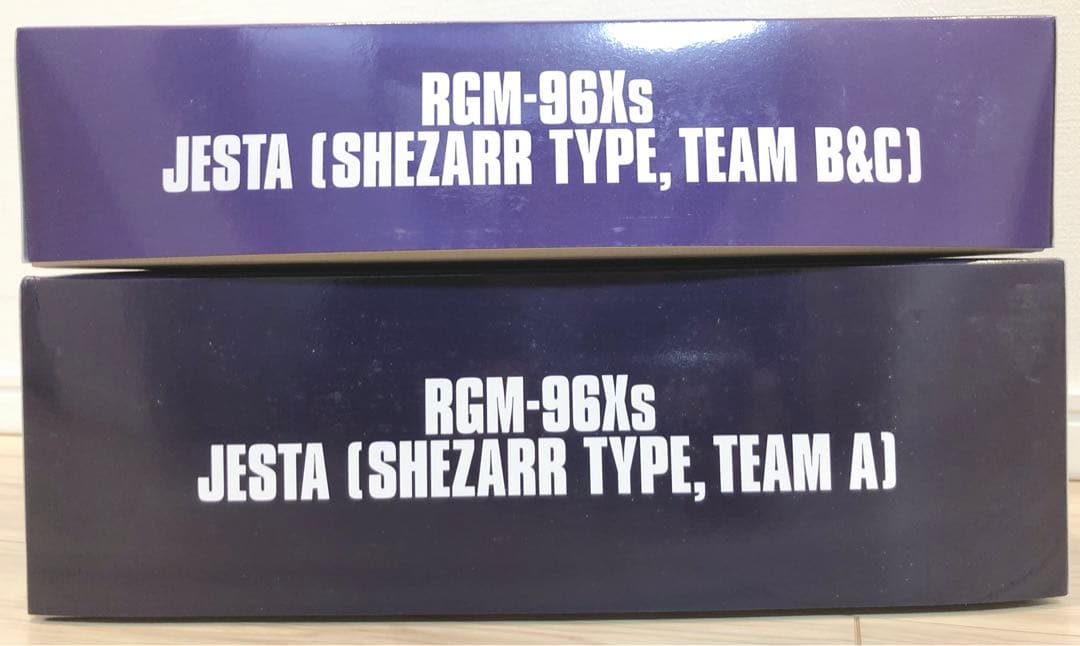 RGM-96Xs
JESTA (SHEZARR TYPE, TEAM B&C)
RGM-96Xs
JESTA (SHEZARR TYPE, TEAM A)